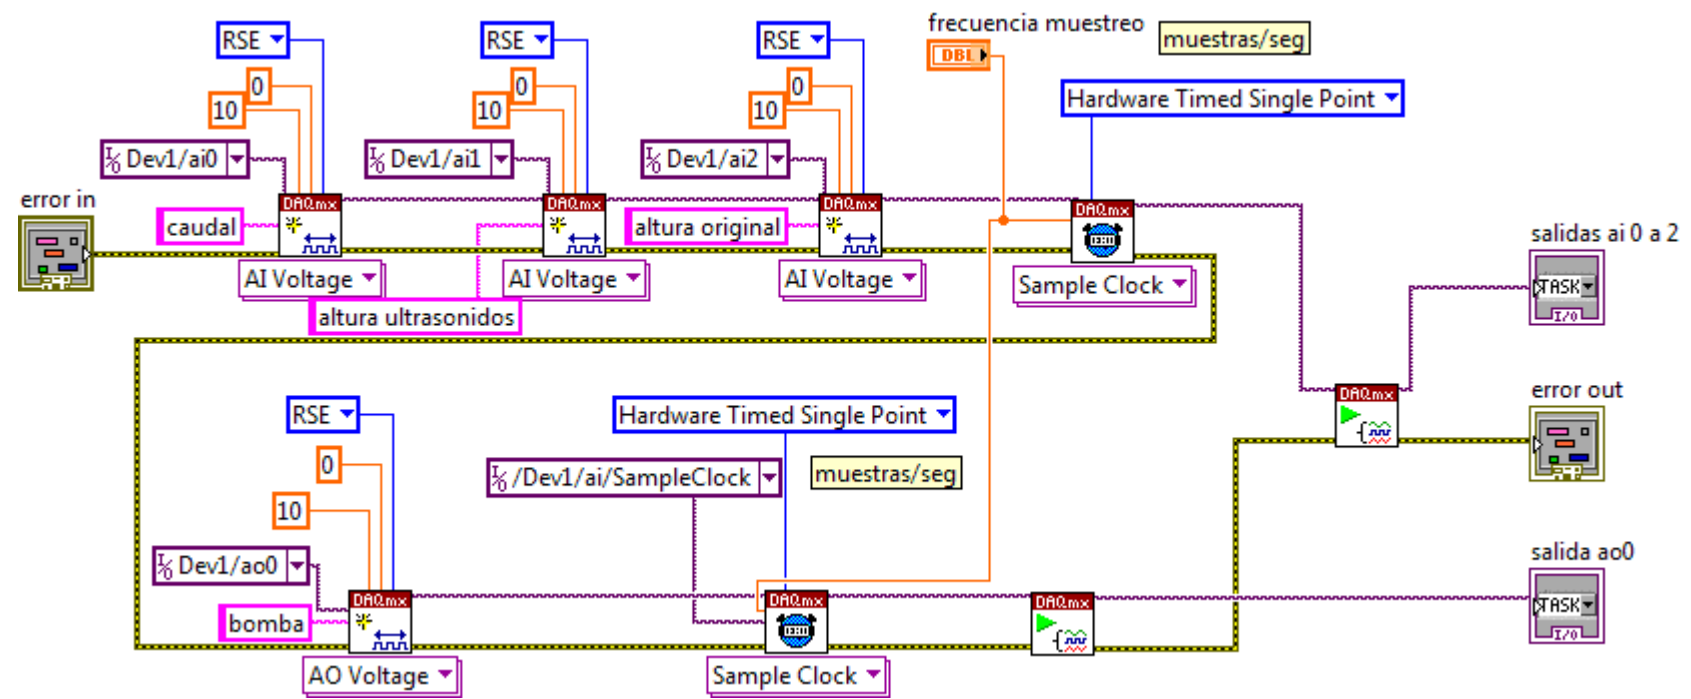 frecuencia muestreo
muestras/seg
RSE
RSE
RSE
DBL
0
0
0
10
10
10
Hardware Timed Single Point
Dev1/ai0
Dev1/ai1
Dev1/ai2
error in
DAQmx
DAQmx
DAQmx
DAQmx
caudal
altura original
AI Voltage
AI Voltage
AI Voltage
Sample Clock
altura ultrasonidos
salidas ai 0 a 2
TASK
I/O
DAQmx
error out
RSE
Hardware Timed Single Point
0
/Dev1/ai/SampleClock
muestras/seg
10
Dev1/ao0
salida ao0
DAQmx
DAQmx
DAQmx
TASK
I/O
bomba
AO Voltage
Sample Clock